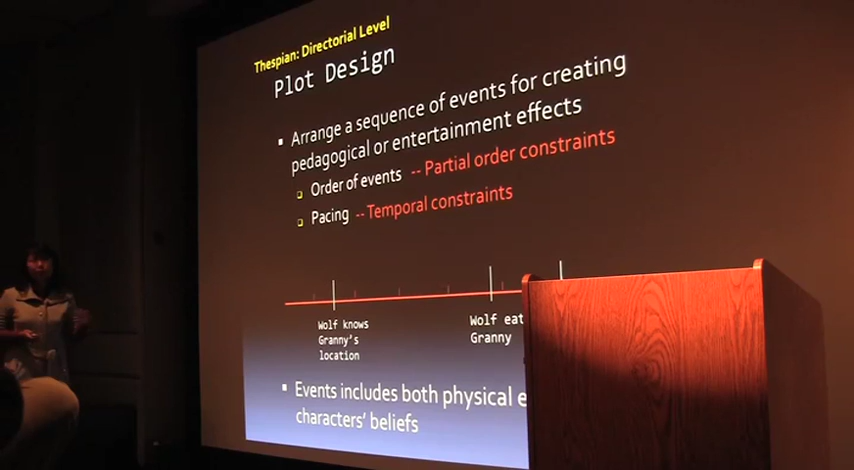 Thespian: Directorial Level
Plot Design
▪ Arrange a sequence of events for creating
pedagogical or entertainment effects
Order of events -- Partial order constraints
Pacing -- Temporal constraints
Wolf knows
Granny's
location
Wolf eat
Granny
▪ Events includes both physical e
characters' beliefs